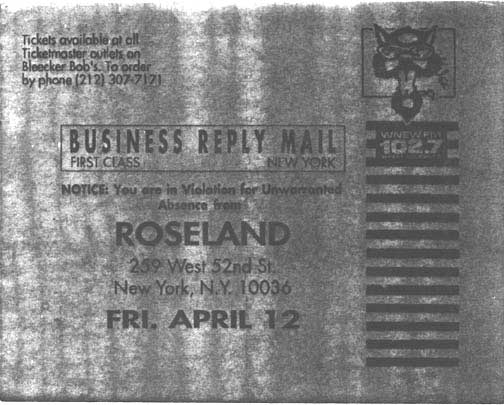 Tickets available at all
Ticketmaster outlets an
Bleecker Bob's. To order
by phone (212) 307-7171
WNEW.FM
102.7
BUSINESS REPLY MAIL
FIRST CLASS NEW YORK
NOTICE: You are in Violation for Unwarranted
Absence from
ROSELAND
259 West 52nd St.
New York, N.Y. 10036
FRI. APRIL 12